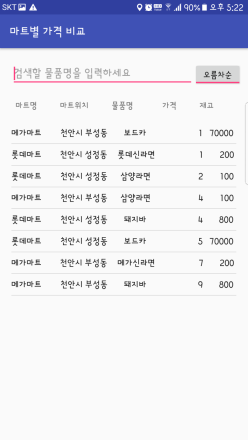 SKT 90% 오후 5:22
마트별 가격 비교
검색할 물품명을 입력하세요 오름차순
마트명 마트위치 물품명 가격 재고
메가마트 천안시 부성동 보드카 1 70000
롯데마트 천안시 성정동 롯데신라면 1 200
롯데마트 천안시 성정동 삼양라면 2 100
메가마트 천안시 부성동 삼양라면 4 100
메가마트 천안시 부성동 돼지바 4 800
롯데마트 천안시 성정동 보드카 5 70000
메가마트 천안시 부성동 메가신라면 7 200
메가마트 천안시 성정동 돼지바 9 800